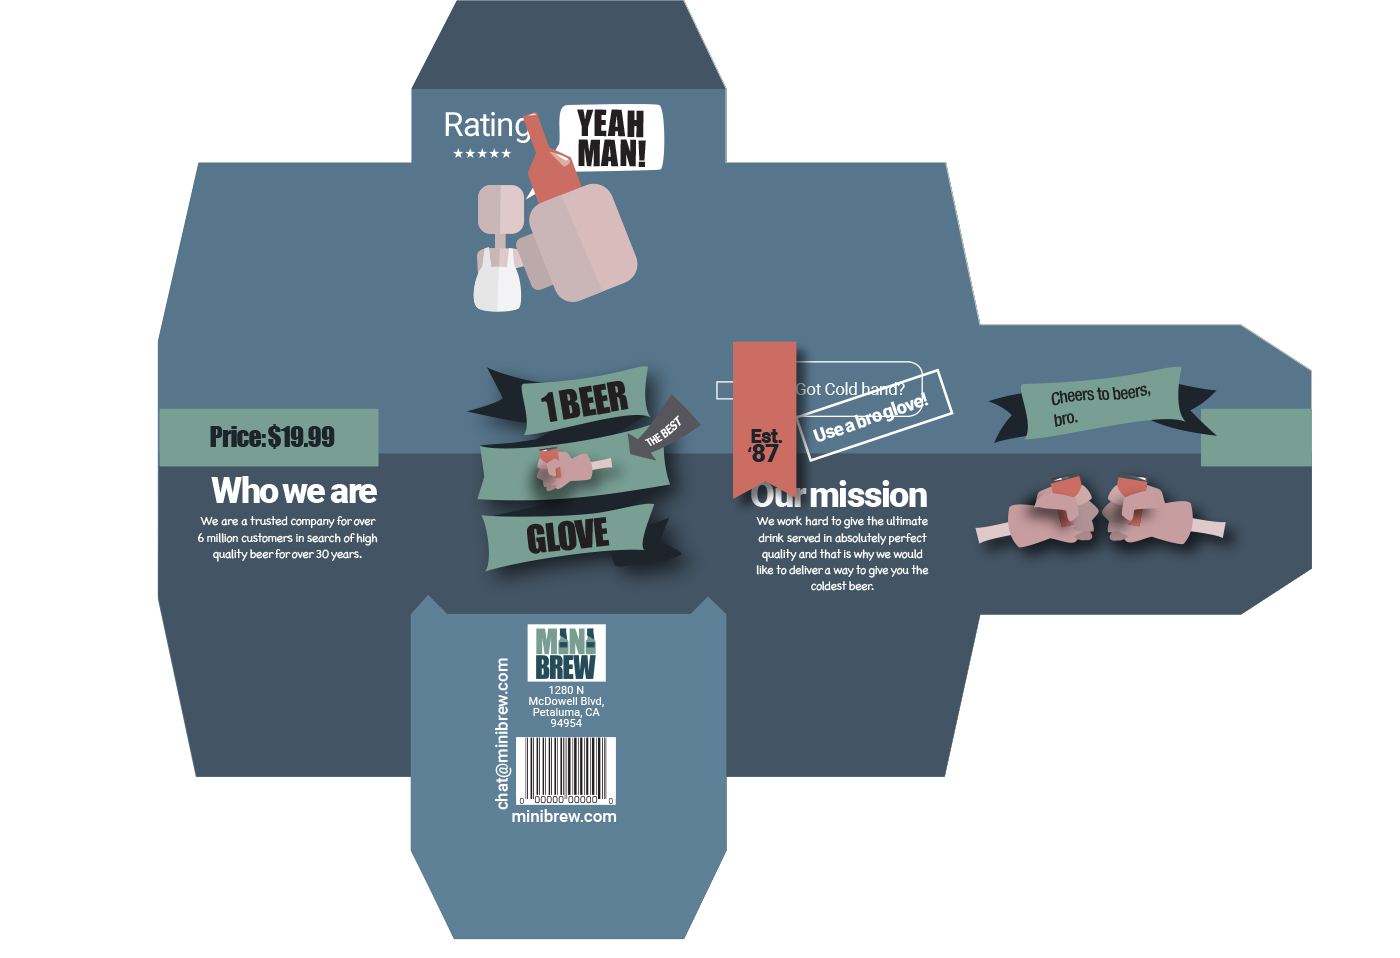 Rating
★★★★★
YEAH
MAN!
1 BEER
THE BEST
GLOVE
Price: $19.99
Who we are
We are a trusted company for over
6 million customers in search of high
quality beer for over 30 years.
Est.
'87
Got Cold hand?
Use a bro glove!
Our mission
We work hard to give the ultimate
drink served in absolutely perfect
quality and that is why we would
like to deliver a way to give you the
coldest beer.
Cheers to beers,
bro.
MINI
BREW
1280 N
McDowell Blvd,
Petaluma, CA
94954
chat@minibrew.com
0 00000 00000 0
minibrew.com